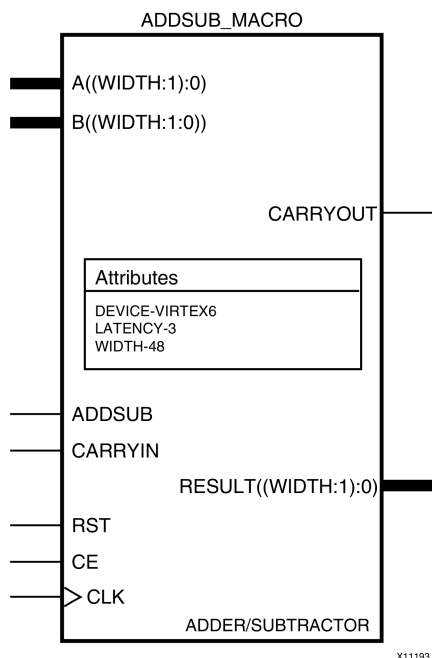 ADDSUB_MACRO
A((WIDTH:1):0)
B((WIDTH:1:0))
CARRYOUT
Attributes
DEVICE-VIRTEX6
LATENCY-3
WIDTH-48
ADDSUB
CARRYIN
RESULT((WIDTH:1):0)
RST
CE
CLK
ADDER/SUBTRACTOR
X11193